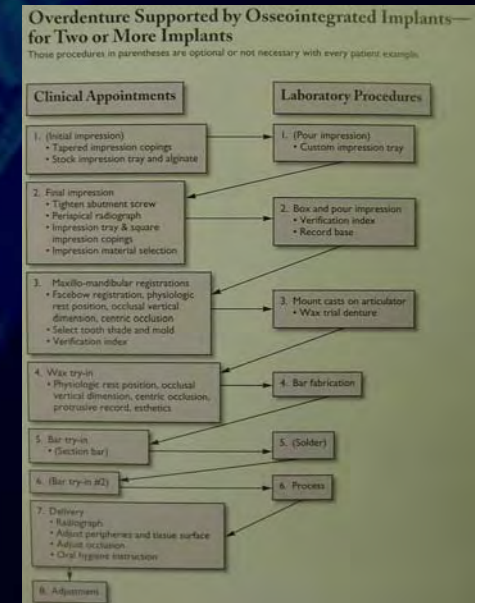 Overdenture Supported by Osseointegrated Implants—
for Two or More Implants
Those procedures in parentheses are optional or not necessary with every patient example.
Clinical Appointments
Laboratory Procedures
1. (Initial impression)
• Tapered impression copings
• Stock impression tray and alginate
1. (Pour impression)
• Custom impression tray
2. Final impression
• Tighten abutment screw
• Periapical radiograph
• Impression tray & square
impression copings
• Impression material selection
2. Box and pour impression
• Verification index
• Record base
3. Maxillo-mandibular registrations
• Facebow registration, physiologic
rest position, occlusal vertical
dimension, centric occlusion
• Select tooth shade and mold
• Verification index
3. Mount casts on articulator
• Wax trial denture
4. Wax try-in
• Physiologic rest position, occlusal
vertical dimension, centric occlusion,
protrusive record, esthetics
4. Bar fabrication
5. Bar try-in
• (Section bar)
5. (Solder)
6. (Bar try-in #2)
6. Process
7. Delivery
• Radiograph
• Adjust peripheries and tissue surface
• Adjust occlusion
• Oral hygiene instruction
8. Adjustment